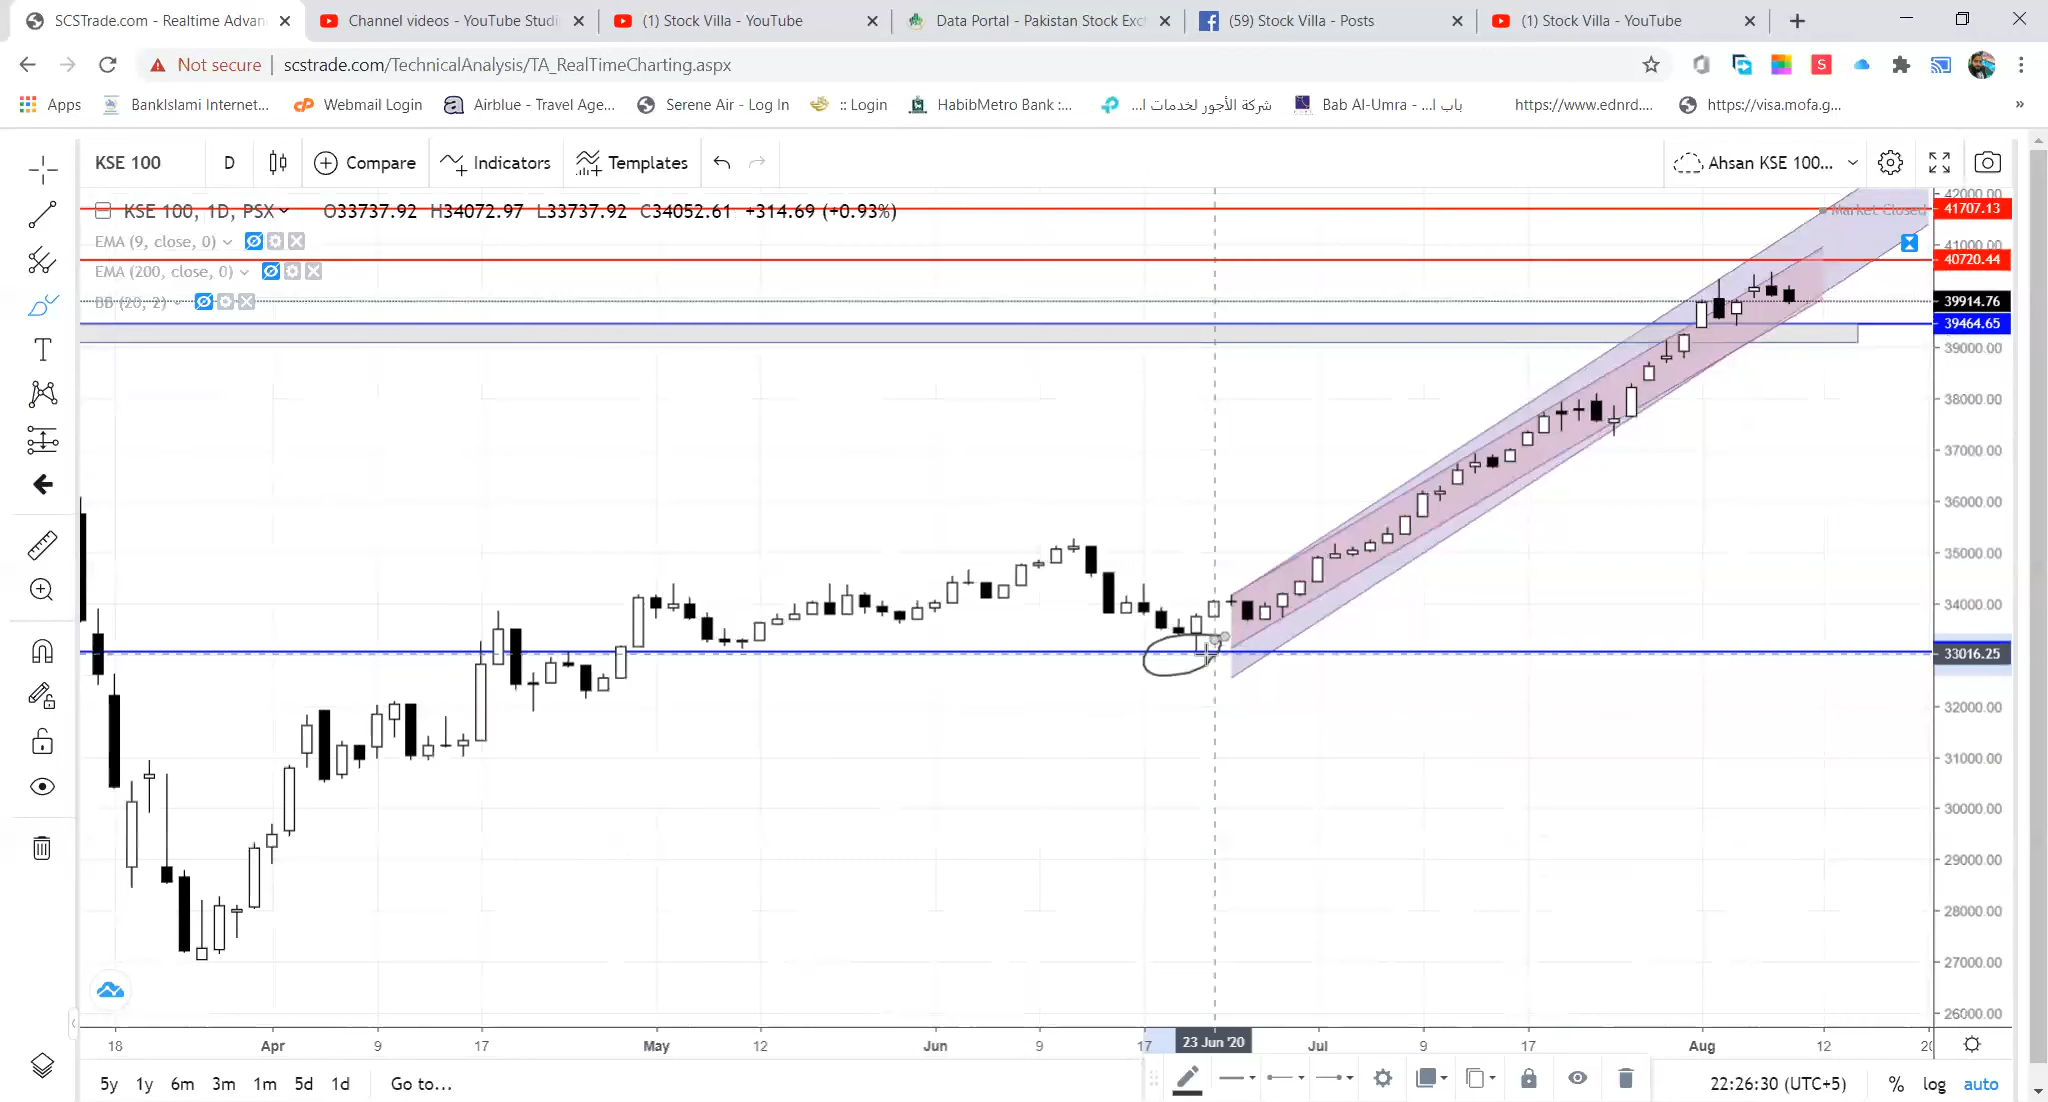 SCSTrade.com - Realtime Advan
Channel videos - YouTube Studi
(1) Stock Villa - YouTube
Data Portal - Pakistan Stock Exc
(59) Stock Villa - Posts
(1) Stock Villa - YouTube
Not secure
scstrade.com/TechnicalAnalysis/TA_RealTimeCharting.aspx
Apps
BankIslami Internet...
Webmail Login
Airblue - Travel Age...
Serene Air - Log In
:: Login
HabibMetro Bank :...
شركة الأجور لخدمات ا...
باب ا... - Bab Al-Umra
https://www.ednrd....
https://visa.mofa.g...
»
KSE 100
D
Compare
Indicators
Templates
Ahsan KSE 100...
KSE 100, 1D, PSX O33737.92 H34072.97 L33737.92 C34052.61 +314.69 (+0.93%)
EMA (9, close, 0)
EMA (200, close, 0)
BB (20, 2)
Market Closed
42000.00
41707.13
41000.00
40720.44
39914.76
39464.65
39000.00
38000.00
37000.00
36000.00
35000.00
34000.00
33016.25
32000.00
31000.00
30000.00
29000.00
28000.00
27000.00
26000.00
18 Apr 9 17 May 12 Jun 9 17 23 Jun '20 Jul 9 17 Aug 12 20
5y 1y 6m 3m 1m 5d 1d Go to...
22:26:30 (UTC+5) % log auto